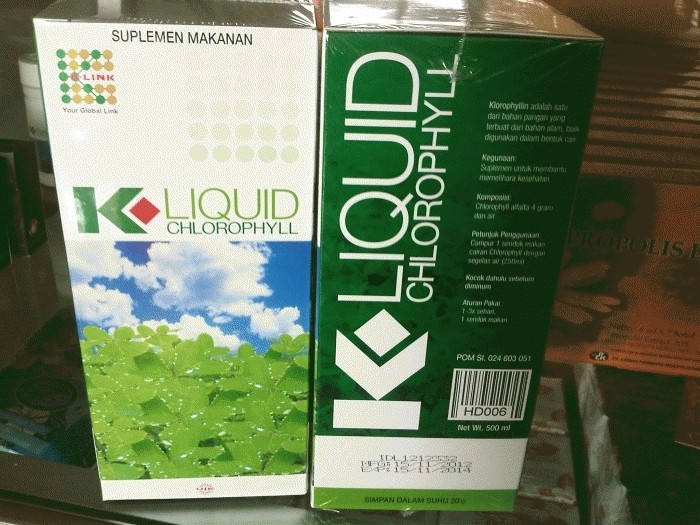 SUPLEMEN MAKANAN
K-LINK
Your Global Link
K LIQUID
CHLOROPHYLL
K LIQUID
CHLOROPHYLL
Klorophyllin adalah satu
dari bahan pangan yang
terbuat dari bahan alam, baik
digunakan dalam bentuk cair
Kegunaan:
Suplemen untuk membantu
memelihara kesehatan
Komposisi:
Chlorophyll alfalfa 4 gram
dan air
Petunjuk Penggunaan
Campur 1 sendok makan
cairan Chlorophyll dengan
segelas air (250ml)
Kocok dahulu sebelum
diminum
Aturan Pakai
1-3x sehari,
1 sendok makan
POM SI. 024 603 051
HD006
Net Wt. 500 ml
IDL1212532
MFG:15/11/2012
EXP:15/11/2014
SIMPAN DALAM SUHU 20°c
PROPOLIS